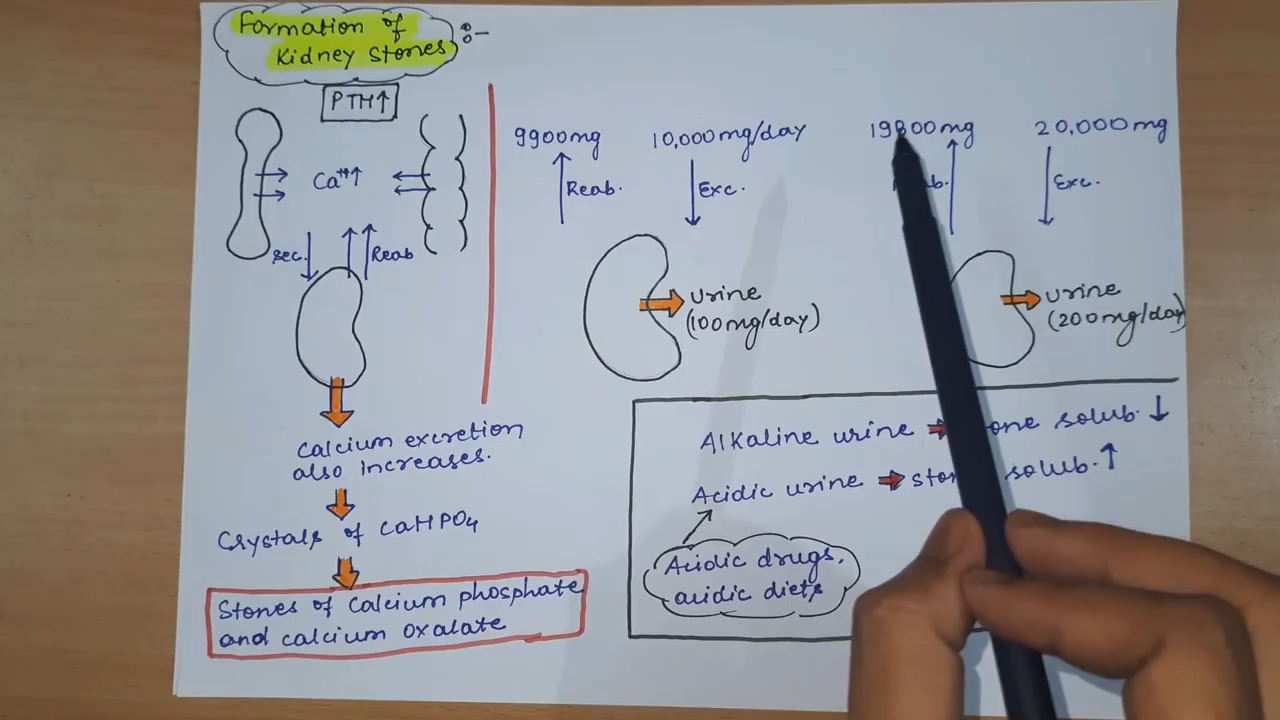 Formation of
Kidney Stones :-
PTH↑
Ca⁺⁺↑
Sec.
Reab
Calcium excretion
also increases.
Crystals of CaHPO4
Stones of Calcium phosphate
and calcium oxalate
9900mg
10,000mg/day
Reab.
Exc.
Urine
(100mg/day)
19800mg
20,000mg
Exc.
Urine
(200mg/day)
Alkaline urine → solub. ↓
Acidic urine → solub. ↑
Acidic drugs,
acidic diets